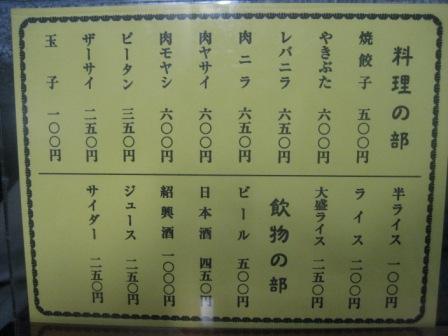 料理の部
焼餃子 五〇〇円
やきぶた 六〇〇円
レバニラ 六五〇円
肉ニラ 六五〇円
肉ヤサイ 六〇〇円
肉モヤシ 六〇〇円
ピータン 三五〇円
ザーサイ 二五〇円
玉子 一〇〇円
半ライス 一〇〇円
ライス 二〇〇円
大盛ライス 二五〇円
飲物の部
ビール 五〇〇円
日本酒 四五〇円
紹興酒 一〇〇〇円
ジュース 二五〇円
サイダー 二五〇円